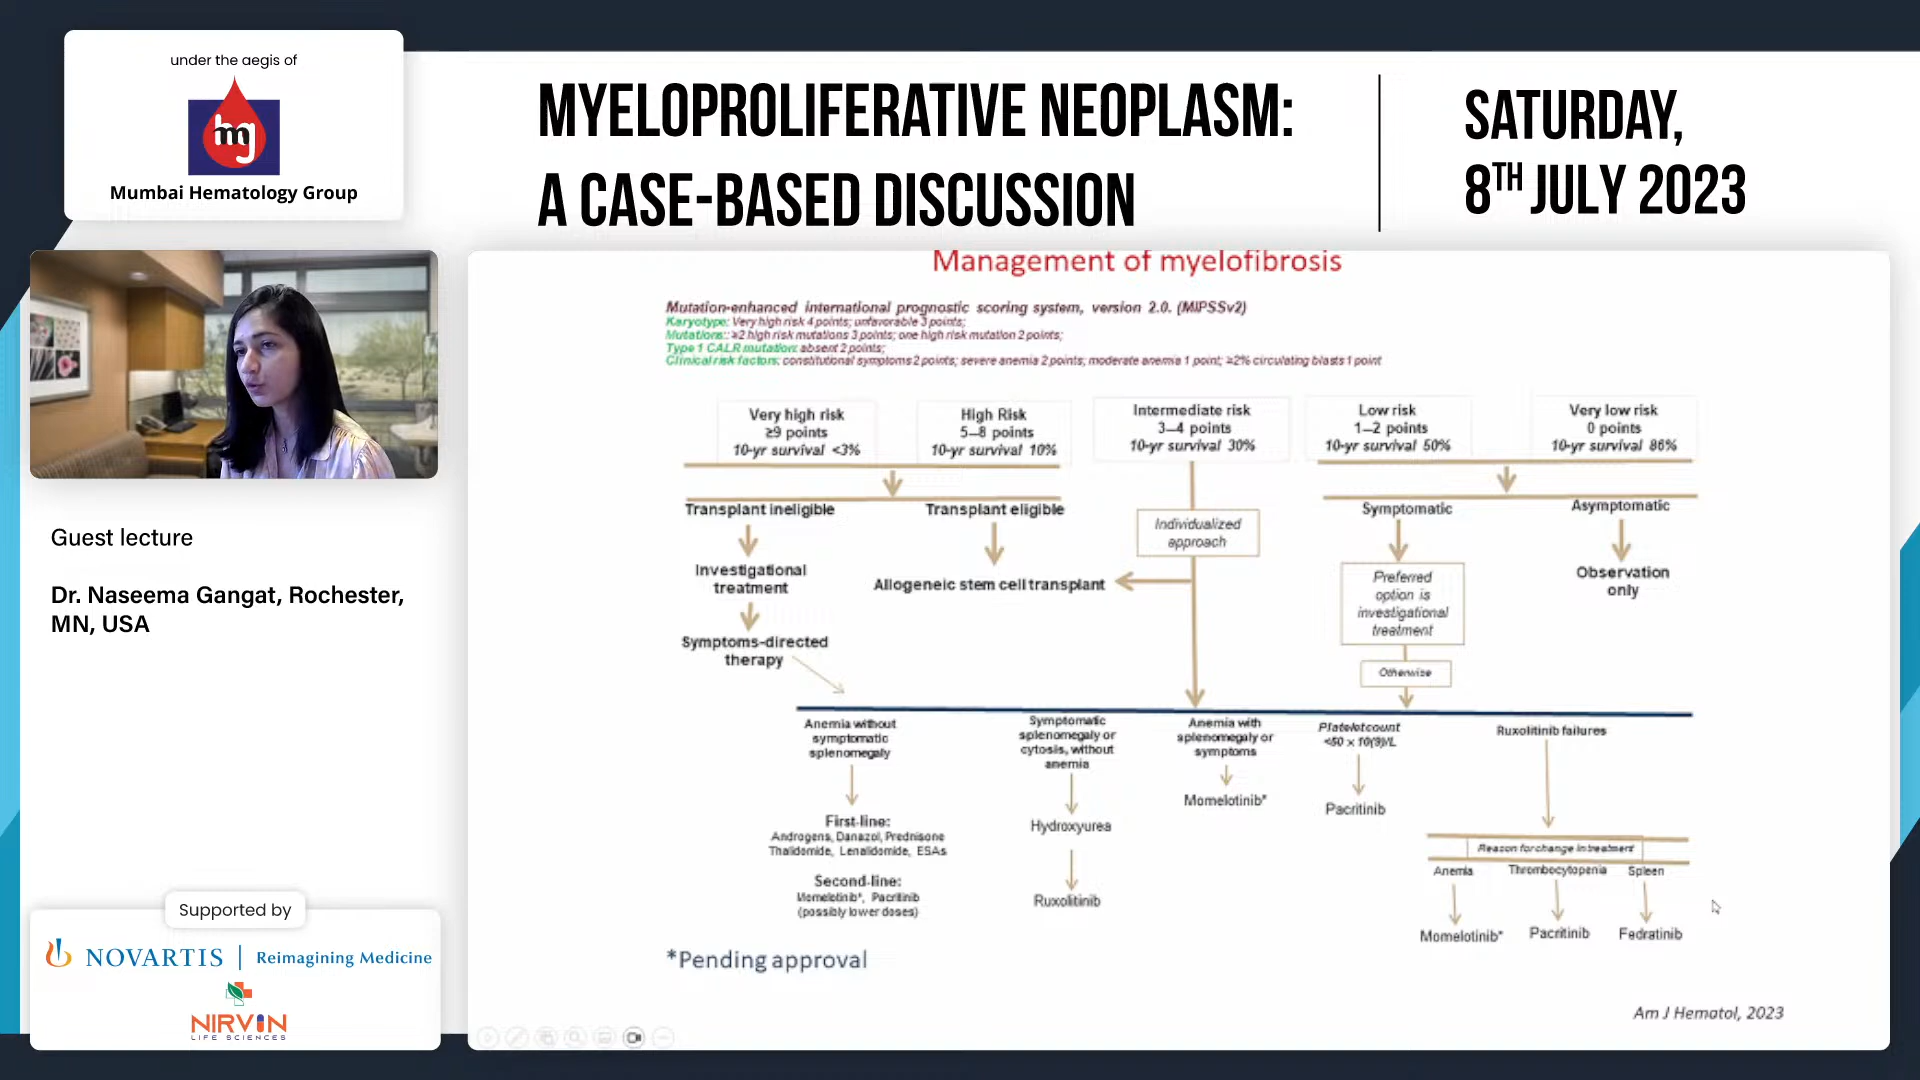 under the aegis of
mg
Mumbai Hematology Group
MYELOPROLIFERATIVE NEOPLASM:
A CASE-BASED DISCUSSION
SATURDAY,
8TH JULY 2023
Guest lecture
Dr. Naseema Gangat, Rochester,
MN, USA
Supported by
NOVARTIS | Reimagining Medicine
NIRVIN
LIFE SCIENCES
Management of myelofibrosis
Mutation-enhanced international prognostic scoring system, version 2.0. (MIPSSv2)
Karyotype: Very high risk 4 points; unfavorable 3 points;
Mutations:: ≥2 high risk mutations 3 points; one high risk mutation 2 points;
Type 1 CALR mutation: absent 2 points;
Clinical risk factors: constitutional symptoms 2 points; severe anemia 2 points; moderate anemia 1 point; ≥2% circulating blasts 1 point
Very high risk
≥9 points
10-yr survival <3%
High Risk
5–8 points
10-yr survival 10%
Intermediate risk
3–4 points
10-yr survival 30%
Low risk
1–2 points
10-yr survival 50%
Very low risk
0 points
10-yr survival 86%
Transplant ineligible
Transplant eligible
Individualized
approach
Symptomatic
Asymptomatic
Investigational
treatment
Allogeneic stem cell transplant
Preferred
option is
investigational
treatment
Observation
only
Symptoms-directed
therapy
Otherwise
Anemia without
symptomatic
splenomegaly
Symptomatic
splenomegaly or
cytosis, without
anemia
Anemia with
splenomegaly or
symptoms
Platelet count
<50 x 10(9)/L
Ruxolitinib failures
First-line:
Androgens, Danazol, Prednisone
Thalidomide, Lenalidomide, ESAs
Second-line:
Momelotinib*, Pacritinib
(possibly lower doses)
Hydroxyurea
Ruxolitinib
Momelotinib*
Pacritinib
Reason for change in treatment
Anemia
Thrombocytopenia
Spleen
Momelotinib*
Pacritinib
Fedratinib
*Pending approval
Am J Hematol, 2023